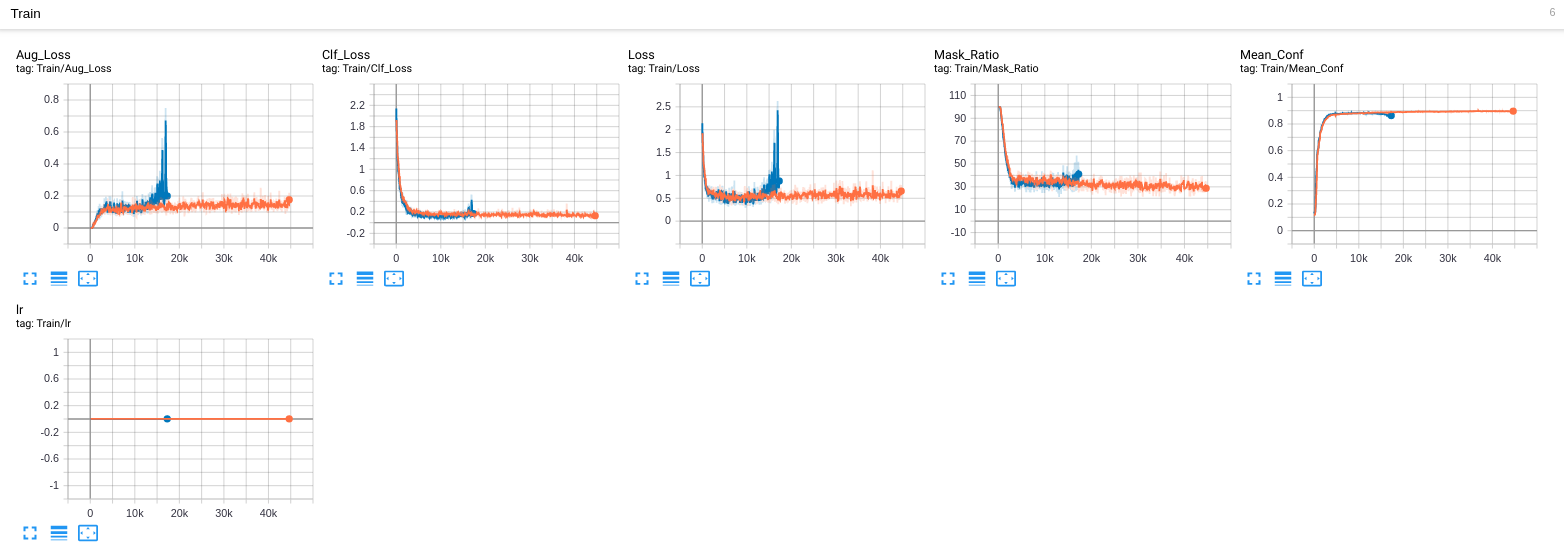 Train 6
Aug_Loss
tag: Train/Aug_Loss
0.8
0.6
0.4
0.2
0
0 10k 20k 30k 40k
Clf_Loss
tag: Train/Clf_Loss
2.2
1.8
1.4
1
0.6
0.2
-0.2
0 10k 20k 30k 40k
Loss
tag: Train/Loss
2.5
2
1.5
1
0.5
0
0 10k 20k 30k 40k
Mask_Ratio
tag: Train/Mask_Ratio
110
90
70
50
30
10
-10
0 10k 20k 30k 40k
Mean_Conf
tag: Train/Mean_Conf
1
0.8
0.6
0.4
0.2
0
0 10k 20k 30k 40k
lr
tag: Train/lr
1
0.6
0.2
-0.2
-0.6
-1
0 10k 20k 30k 40k